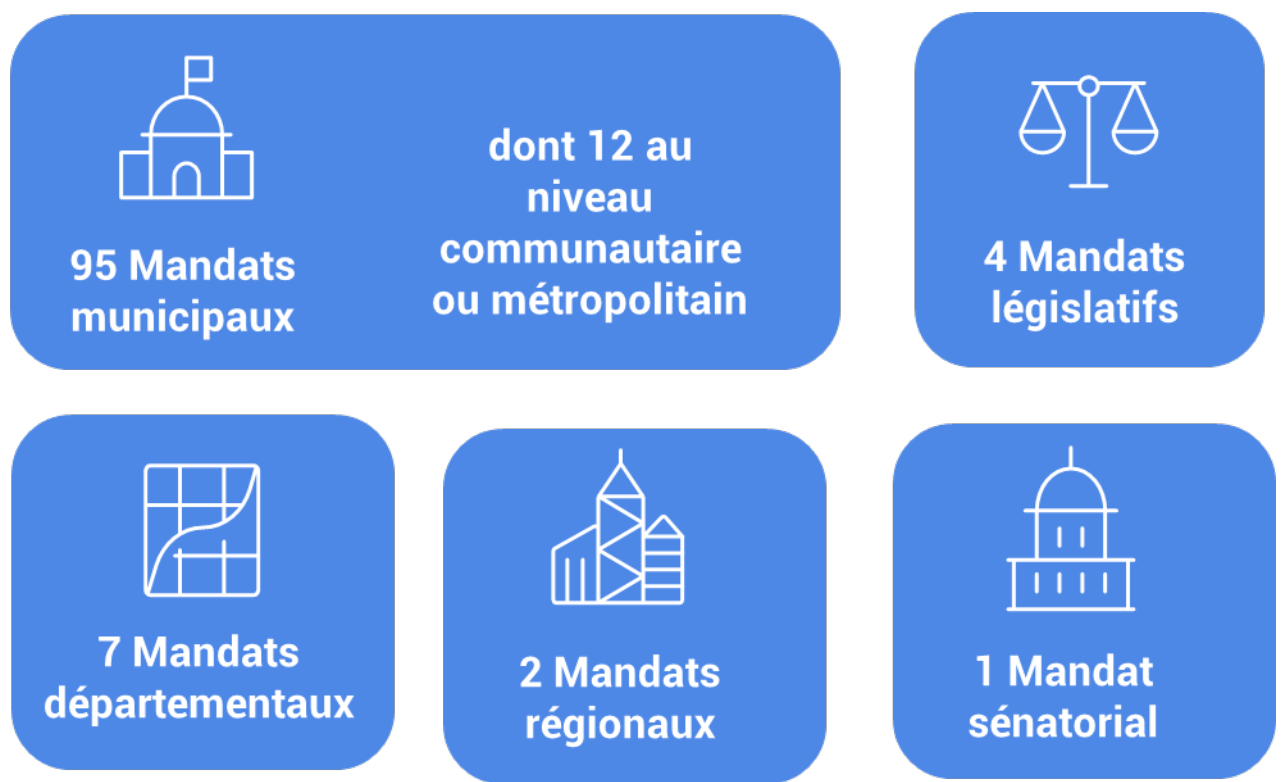 95 Mandats
municipaux
dont 12 au
niveau
communautaire
ou métropolitain
4 Mandats
législatifs
7 Mandats
départementaux
2 Mandats
régionaux
1 Mandat
sénatorial